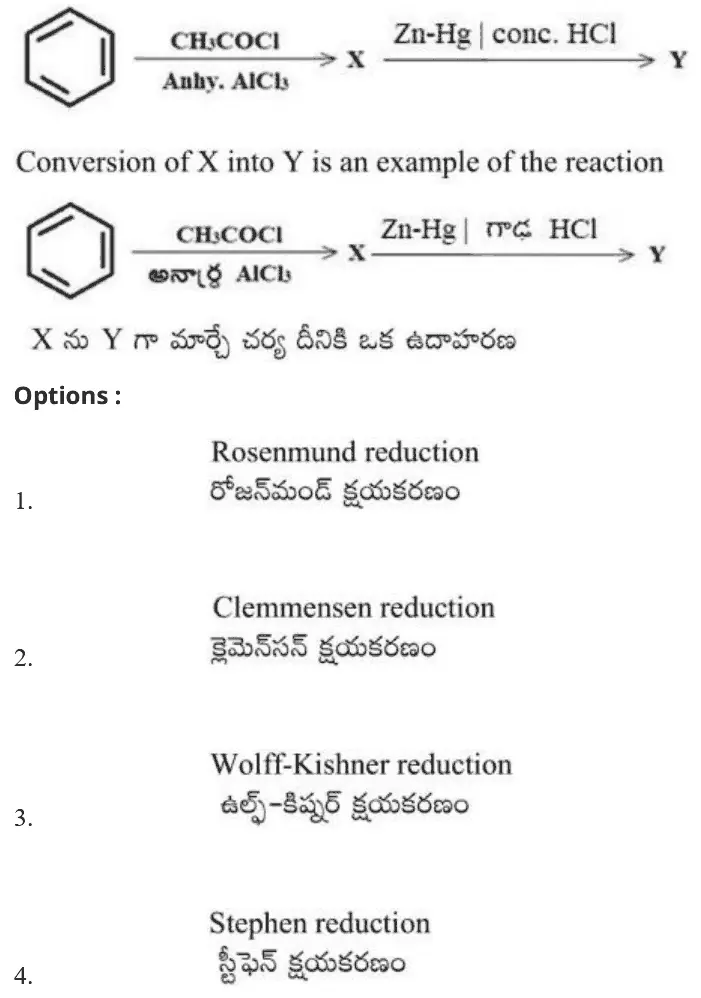 CH₃COCl
Anhy. AlCl₃
X
Zn-Hg | conc. HCl
Y
Conversion of X into Y is an example of the reaction
CH₃COCl
అనార్ద్ర AlCl₃
X
Zn-Hg | గాఢ HCl
Y
X ను Y గా మార్చే చర్య దీనికి ఒక ఉదాహరణ
Options :
Rosenmund reduction
1. రోజన్‌మండ్ క్షయకరణం
Clemmensen reduction
2. క్లెమెన్‌సన్ క్షయకరణం
Wolff-Kishner reduction
3. ఉల్ఫ్-కిష్నర్ క్షయకరణం
Stephen reduction
4. స్టీఫెన్ క్షయకరణం